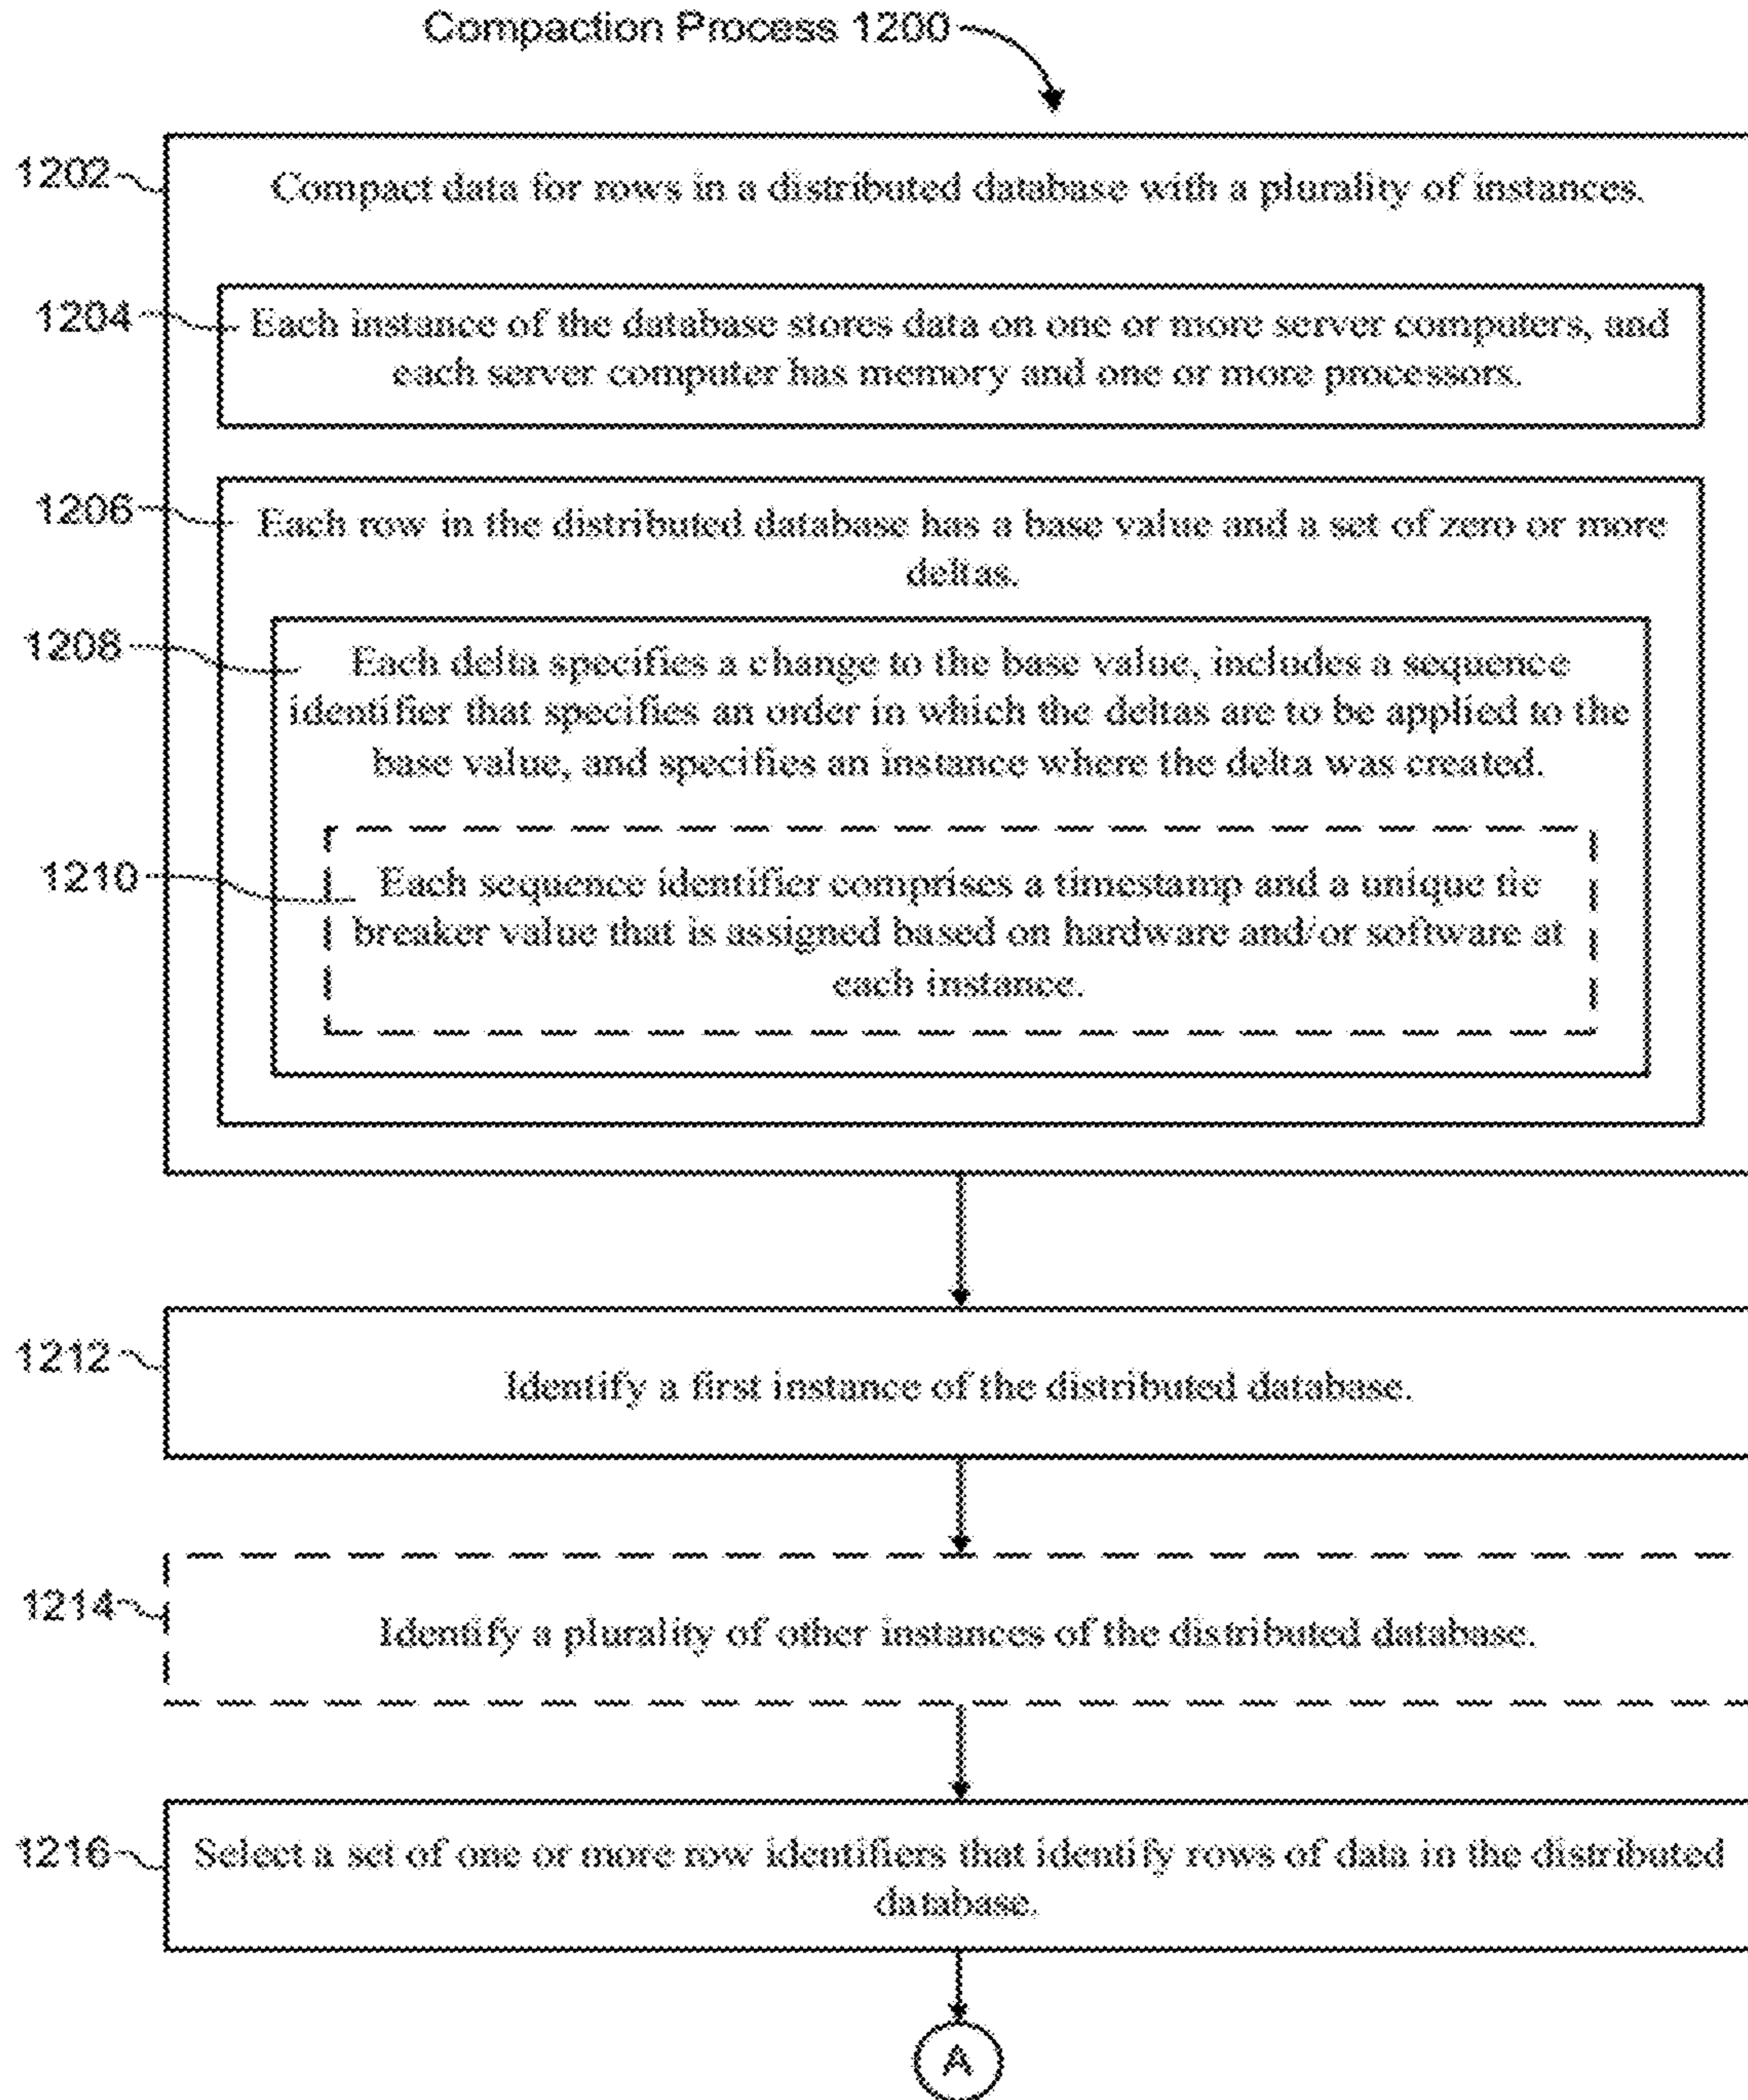 Compaction Process 1200
1202
Compact data for rows in a distributed database with a plurality of instances.
1204
Each instance of the database stores data on one or more server computers, and
each server computer has memory and one or more processors.
1206
Each row in the distributed database has a base value and a set of zero or more
deltas.
1208
Each delta specifies a change to the base value, includes a sequence
identifier that specifies an order in which the deltas are to be applied to the
base value, and specifies an instance where the delta was created.
1210
Each sequence identifier comprises a timestamp and a unique tie
breaker value that is assigned based on hardware and/or software at
each instance.
1212
Identify a first instance of the distributed database.
1214
Identify a plurality of other instances of the distributed database.
1216
Select a set of one or more row identifiers that identify rows of data in the distributed
database.
A